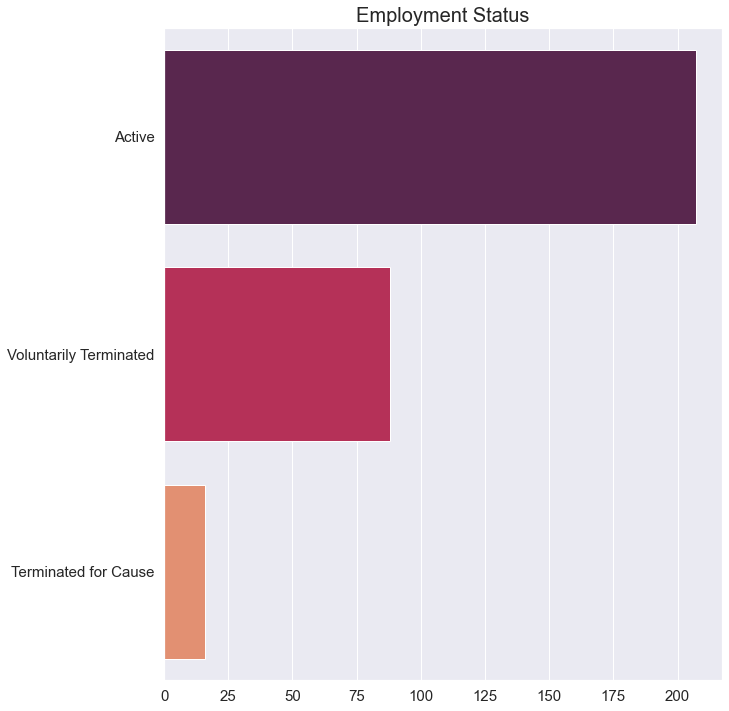 Employment Status
Active
Voluntarily Terminated
Terminated for Cause
0 25 50 75 100 125 150 175 200